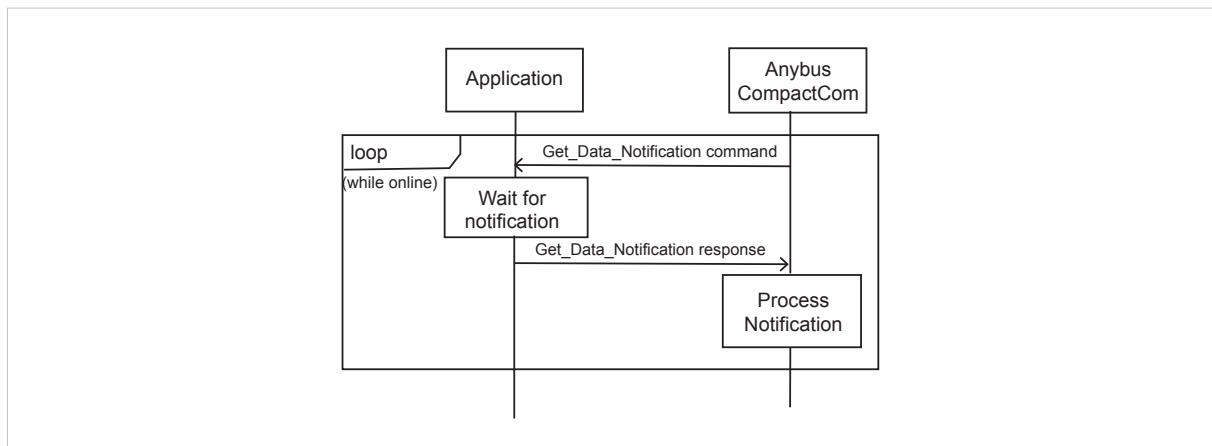 Application
Anybus
CompactCom
loop
Get_Data_Notification command
(while online)
Wait for
notification
Get_Data_Notification response
Process
Notification